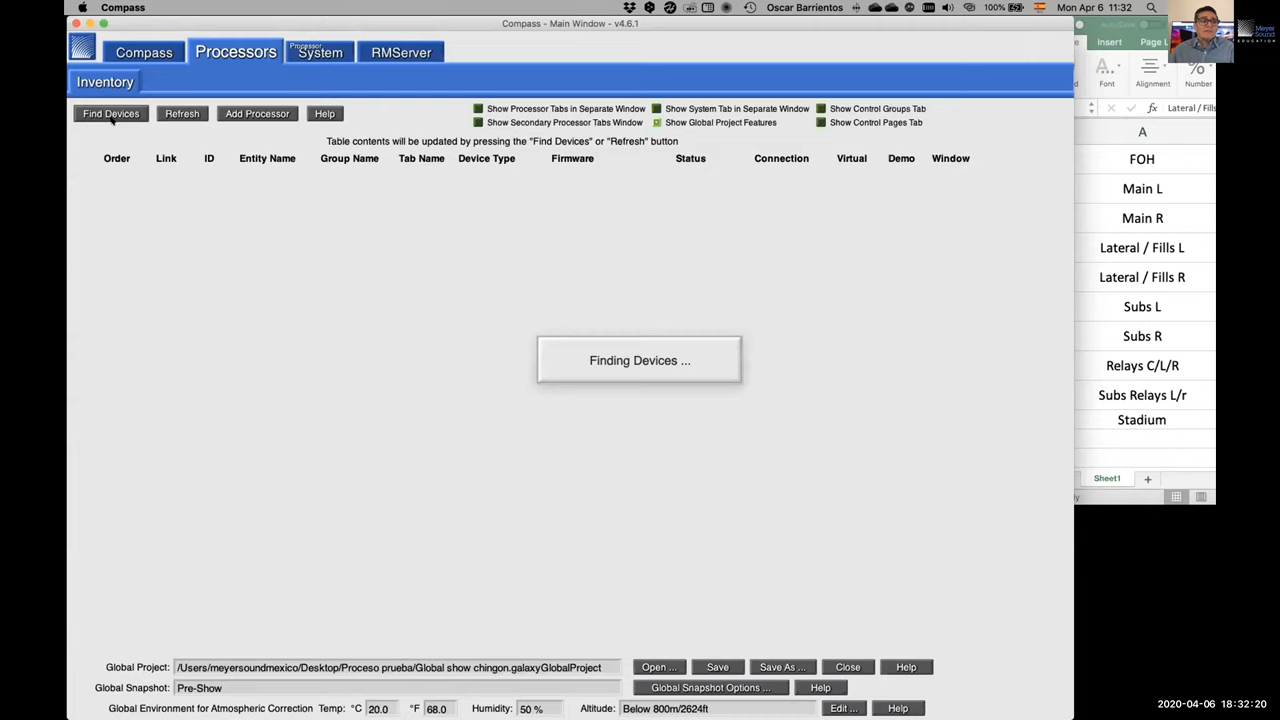 Compass Oscar Barrientos 100% Mon Apr 6 11:32
Compass - Main Window - v4.6.1
AutoSave
Insert Page L
Compass Processors Processor System RMServer
Inventory
Font Alignment Number
Find Devices Refresh Add Processor Help
Show Processor Tabs in Separate Window Show System Tab in Separate Window Show Control Groups Tab
Show Secondary Processor Tabs Window Show Global Project Features Show Control Pages Tab
fx Lateral / Fills
Table contents will be updated by pressing the "Find Devices" or "Refresh" button
Order Link ID Entity Name Group Name Tab Name Device Type Firmware Status Connection Virtual Demo Window
A
FOH
Main L
Main R
Lateral / Fills L
Lateral / Fills R
Subs L
Subs R
Relays C/L/R
Subs Relays L/r
Stadium
Sheet1 +
Finding Devices ...
Global Project: /Users/meyersoundmexico/Desktop/Proceso prueba/Global show chingon.galaxyGlobalProject Open ... Save Save As ... Close Help
Global Snapshot: Pre-Show Global Snapshot Options ... Help
Global Environment for Atmospheric Correction Temp: °C 20.0 °F 68.0 Humidity: 50 % Altitude: Below 800m/2624ft Edit ... Help
Meyer Sound
EDUCATION
2020-04-06 18:32:20